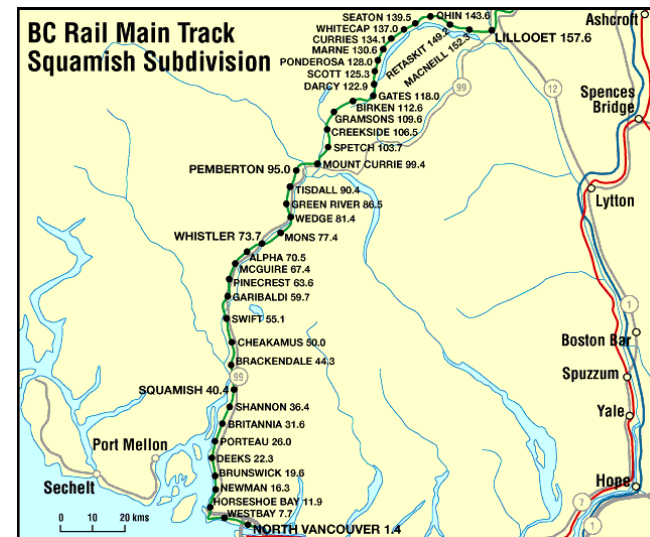 BC Rail Main Track
Squamish Subdivision
SEATON 139.5
OHIN 143.6
WHITECAP 137.0
CURRIES 134.1
MARNE 130.6
PONDEROSA 128.0
SCOTT 125.3
DARCY 122.9
RETASKIT 149.2
MACNEILL 152.3
LILLOOET 157.6
GATES 118.0
BIRKEN 112.6
GRAMSONS 109.6
CREEKSIDE 106.5
SPETCH 103.7
MOUNT CURRIE 99.4
PEMBERTON 95.0
TISDALL 90.4
GREEN RIVER 86.5
WEDGE 81.4
WHISTLER 73.7
MONS 77.4
ALPHA 70.5
MCGUIRE 67.4
PINECREST 63.6
GARIBALDI 59.7
SWIFT 55.1
CHEAKAMUS 50.0
BRACKENDALE 44.3
99
SQUAMISH 40.4
SHANNON 36.4
BRITANNIA 31.6
PORTEAU 26.0
DEEKS 22.3
BRUNSWICK 19.6
NEWMAN 16.3
HORSESHOE BAY 11.9
WESTBAY 7.7
NORTH VANCOUVER 1.4
Port Mellon
Sechelt
0 10 20 kms
99
12
Ashcroft
Spences
Bridge
Lytton
1
Boston Bar
Spuzzum
Yale
Hope
7
1